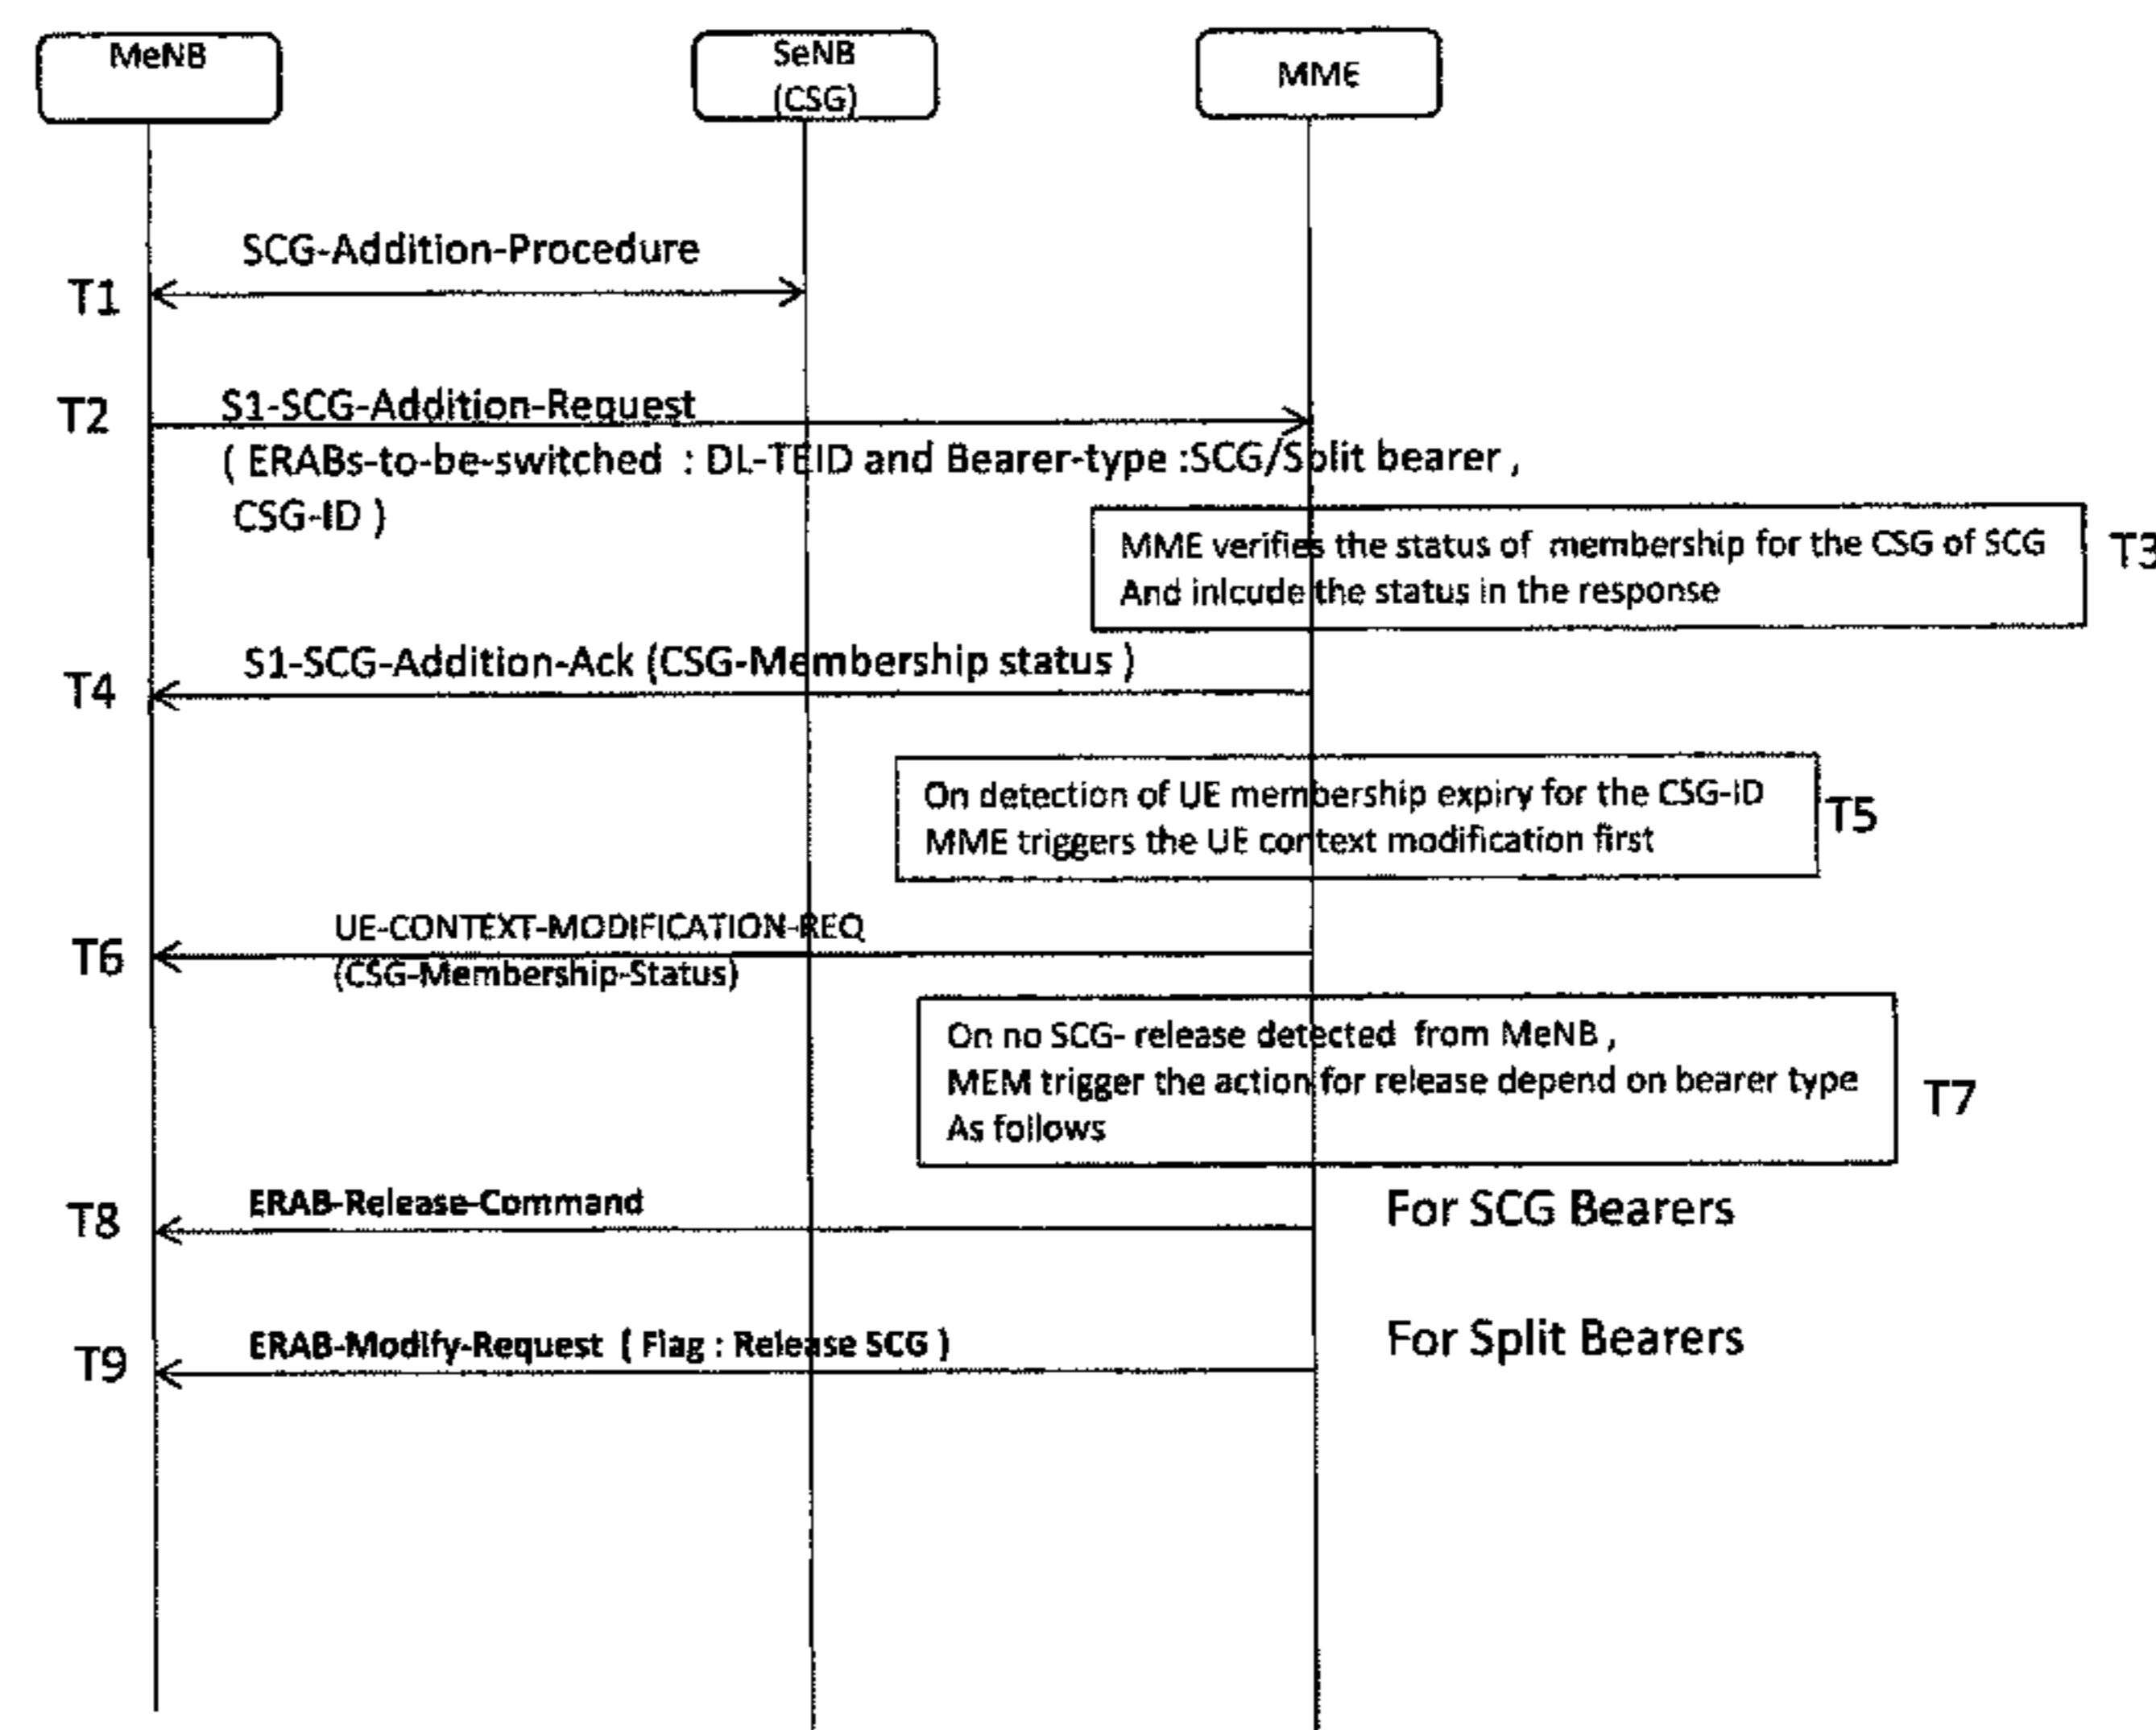 MeNB
SeNB
(CSG)
MME
SCG-Addition-Procedure
T1
T2
S1-SCG-Addition-Request
( ERABs-to-be-switched : DL-TEID and Bearer-type :SCG/Split bearer ,
CSG-ID )
MME verifies the status of membership for the CSG of SCG
And inlcude the status in the response
T3
S1-SCG-Addition-Ack (CSG-Membership status )
T4
On detection of UE membership expiry for the CSG-ID
MME triggers the UE context modification first
T5
UE-CONTEXT-MODIFICATION-REQ
(CSG-Membership-Status)
T6
On no SCG- release detected from MeNB ,
MEM trigger the action for release depend on bearer type
As follows
T7
ERAB-Release-Command
For SCG Bearers
T8
ERAB-Modify-Request ( Flag : Release SCG )
For Split Bearers
T9